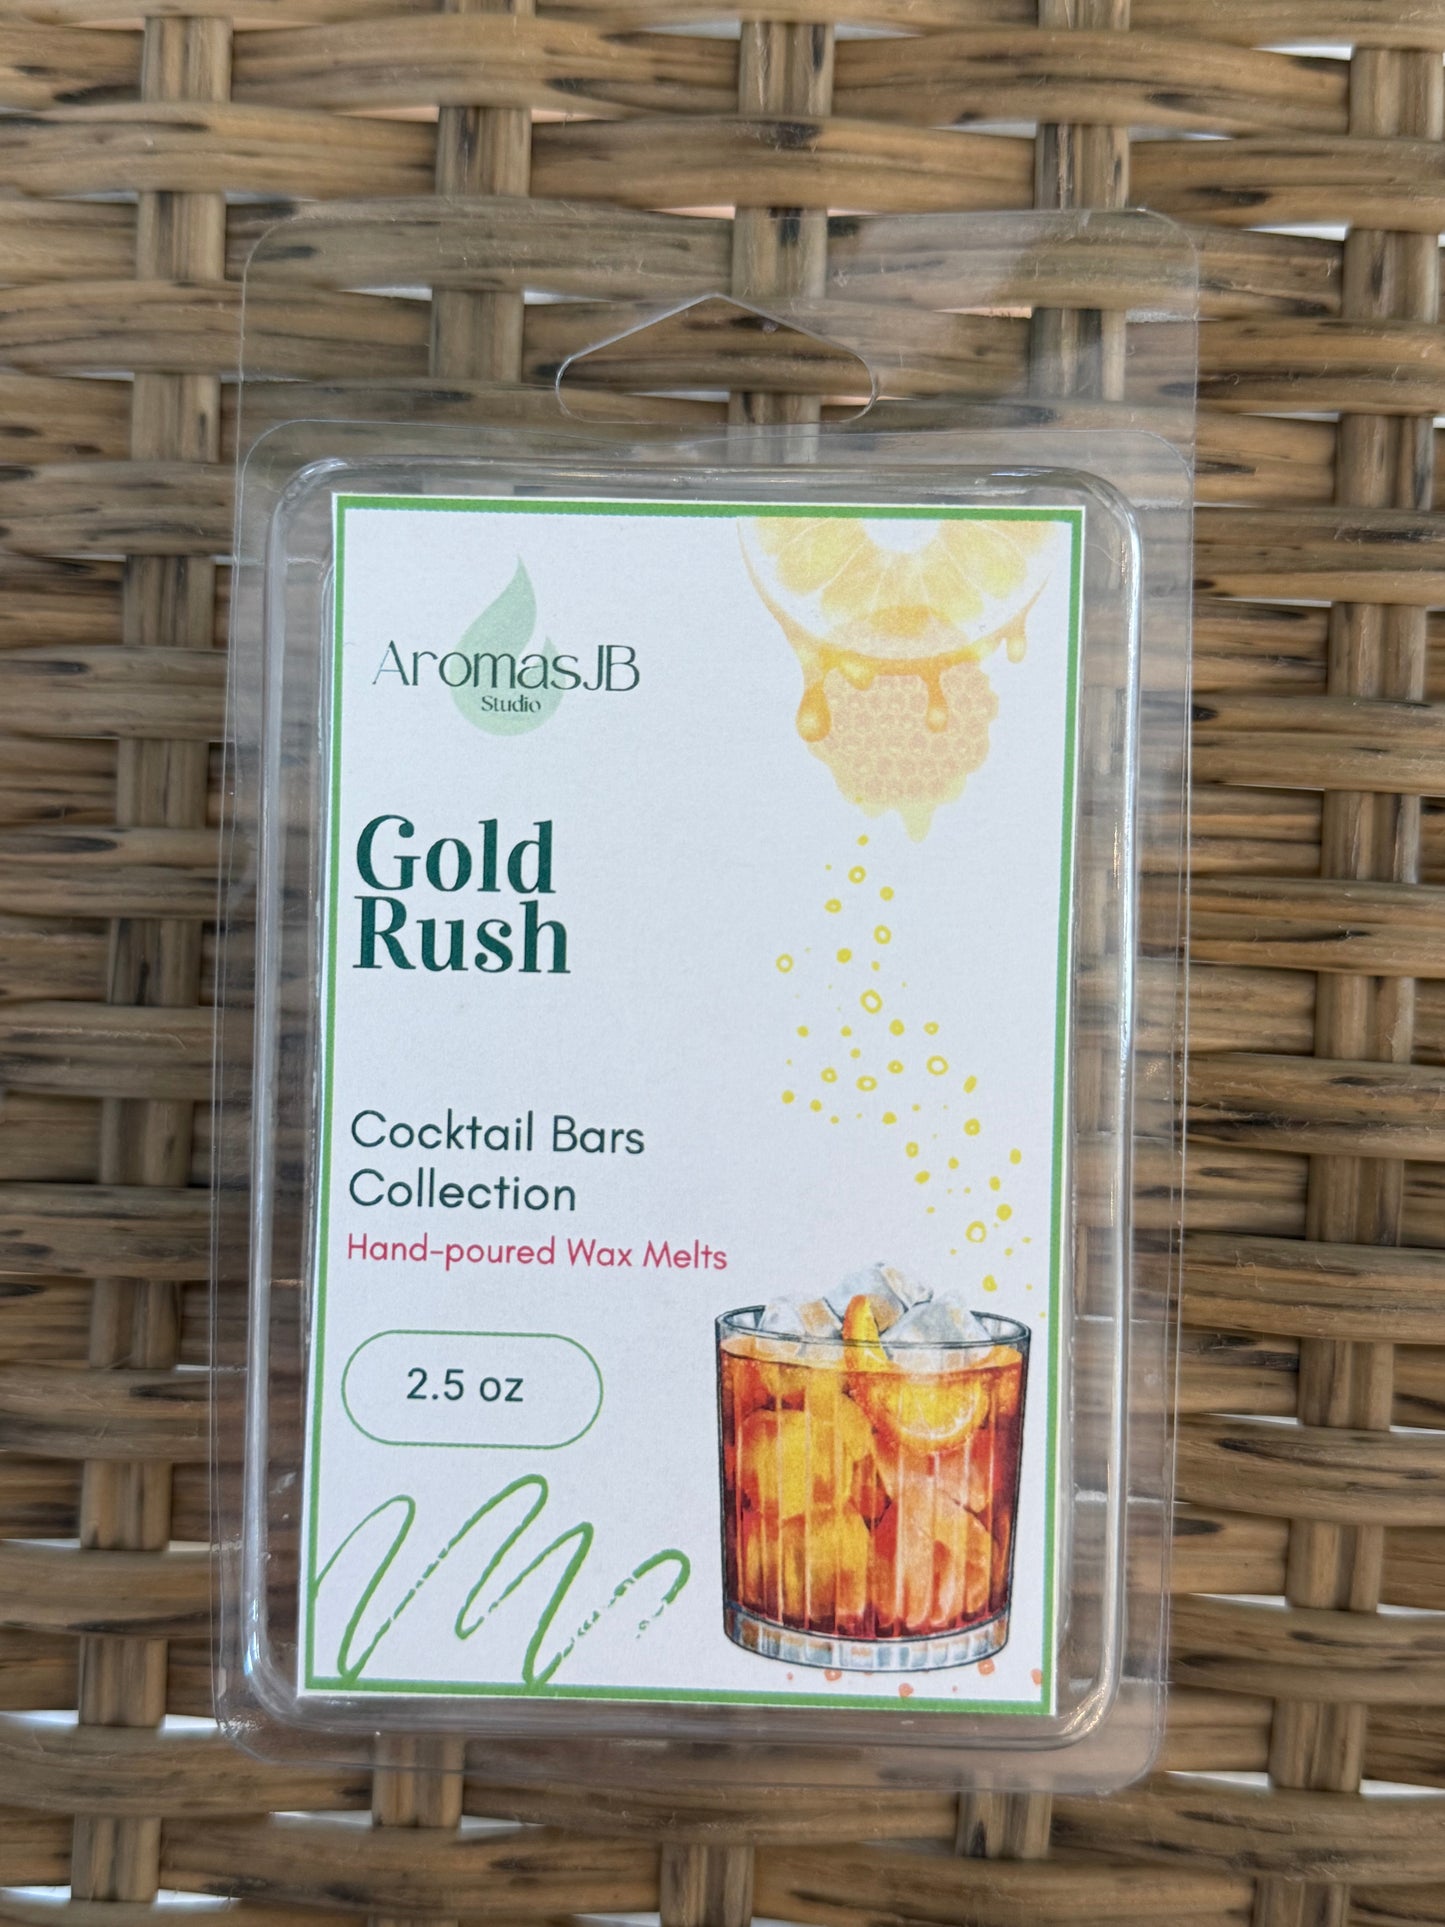 AromasJB
Studio
Gold
Rush
Cocktail Bars
Collection
Hand-poured Wax Melts
2.5 oz